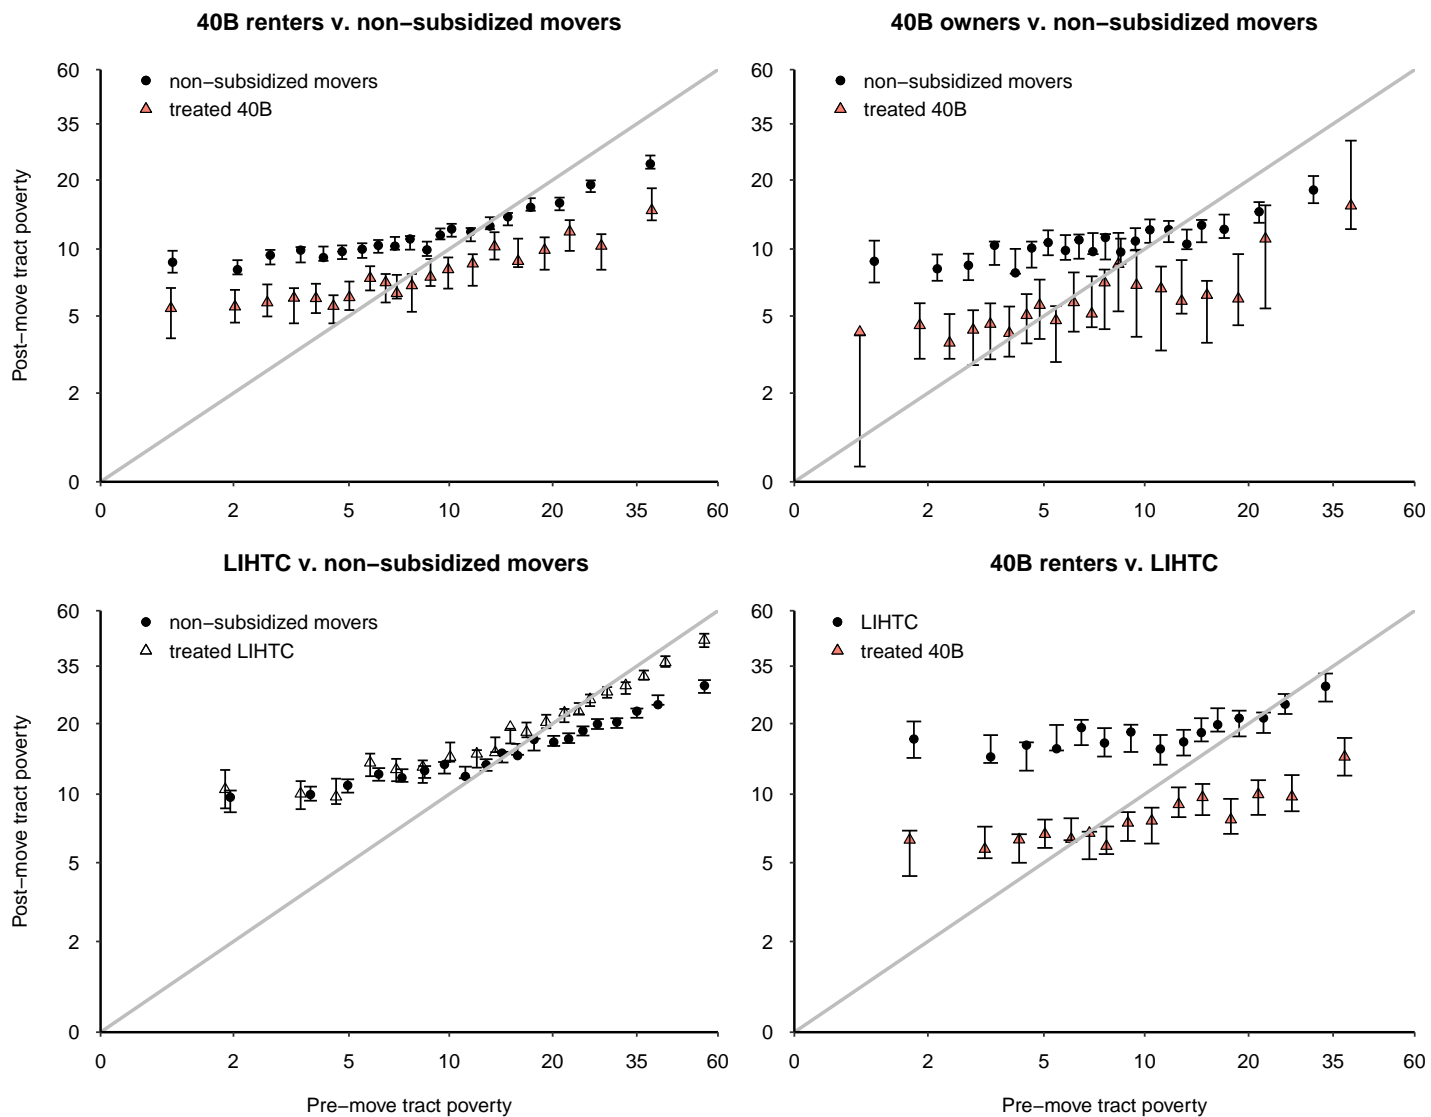 40B renters v. non−subsidized movers
60
35
20
10
5
2
0
non−subsidized movers
treated 40B
Post−move tract poverty
0 2 5 10 20 35 60
40B owners v. non−subsidized movers
60
35
20
10
5
2
0
non−subsidized movers
treated 40B
0 2 5 10 20 35 60
LIHTC v. non−subsidized movers
60
35
20
10
5
2
0
non−subsidized movers
treated LIHTC
Post−move tract poverty
0 2 5 10 20 35 60
Pre−move tract poverty
40B renters v. LIHTC
60
35
20
10
5
2
0
LIHTC
treated 40B
0 2 5 10 20 35 60
Pre−move tract poverty